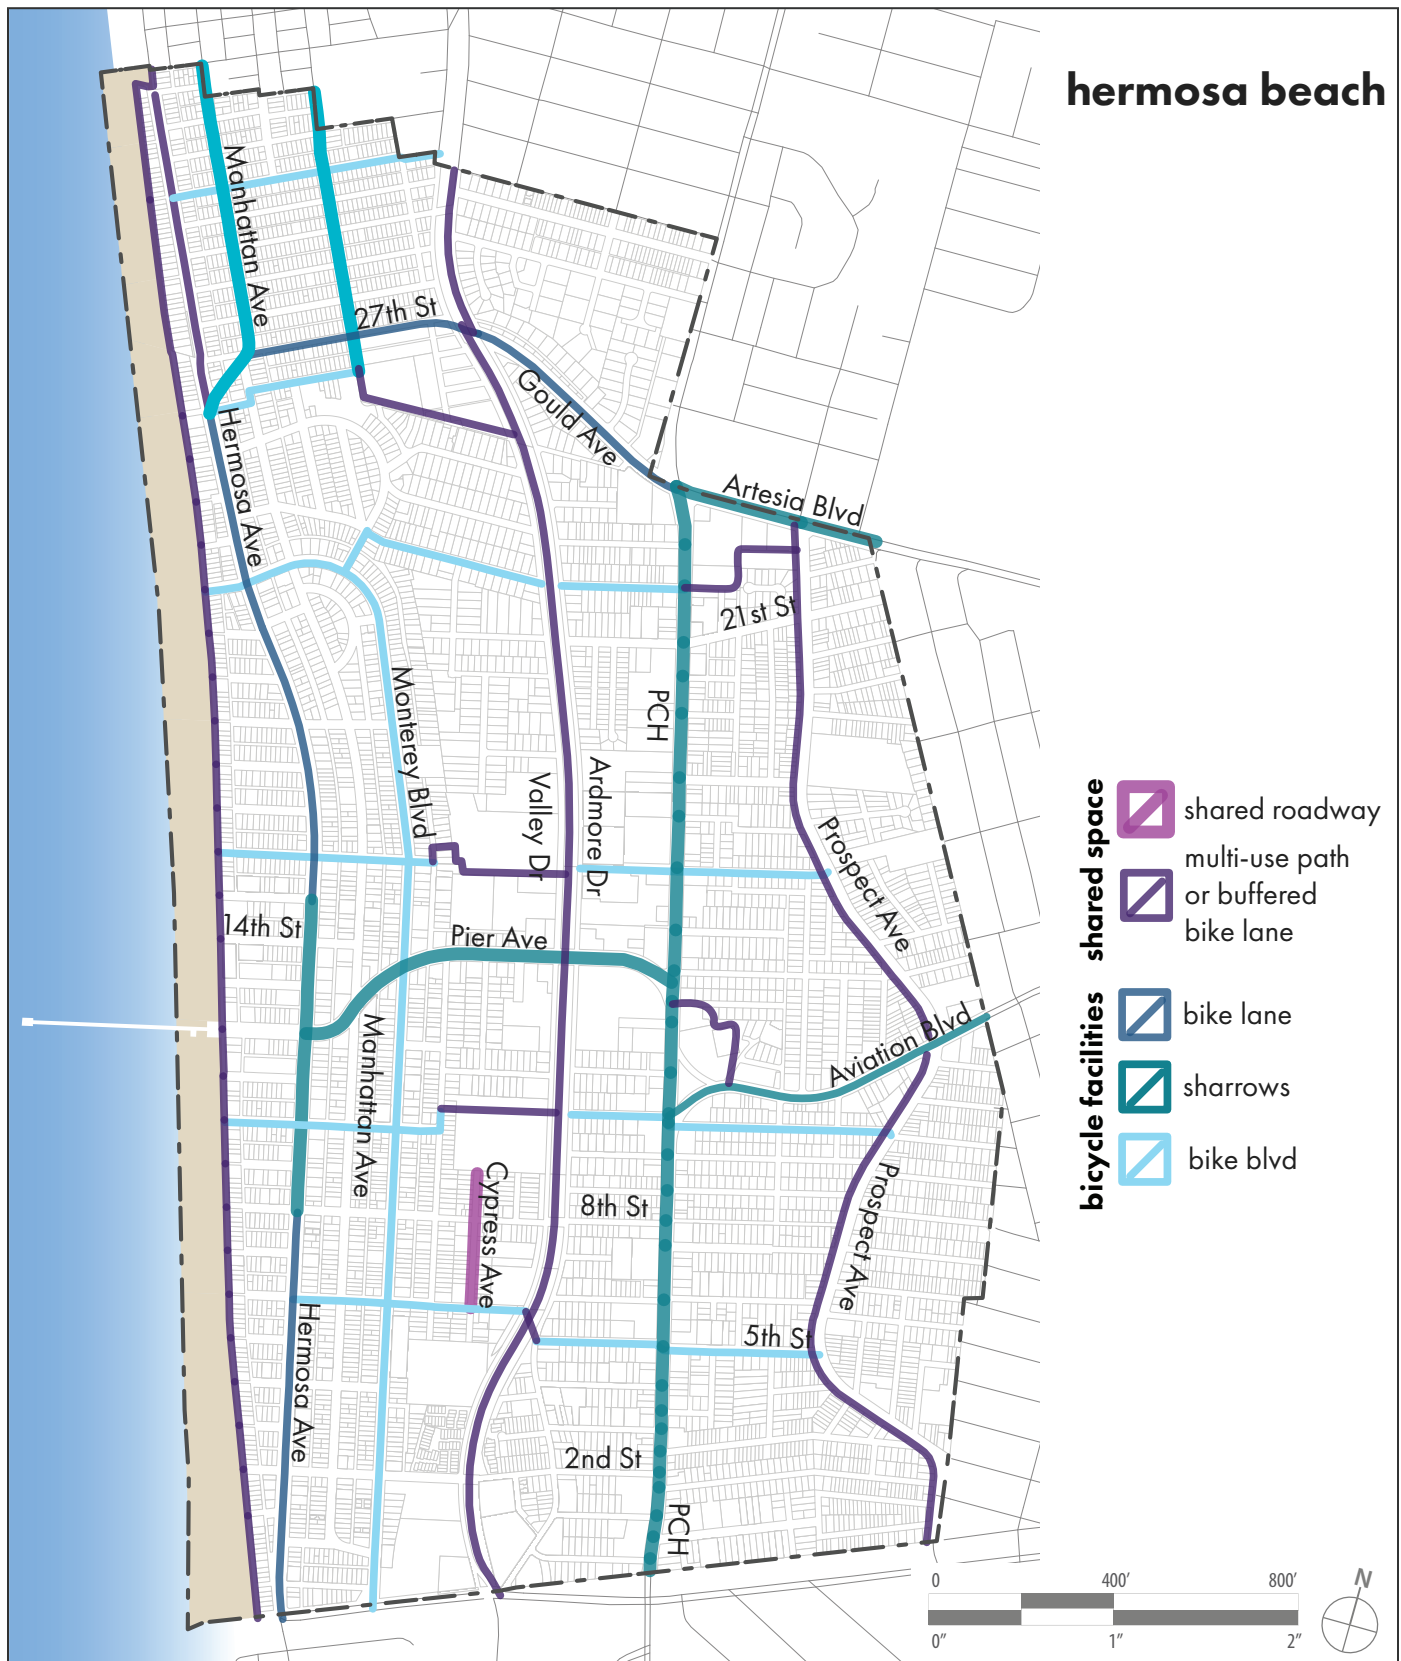 hermosa beach
Manhattan Ave
27th St
Gould Ave
Hermosa Ave
Artesia Blvd
21st St
Monterey Blvd
PCH
Valley Dr
Ardmore Dr
Prospect Ave
14th St
Pier Ave
Manhattan Ave
Aviation Blvd
Cypress Ave
8th St
Prospect Ave
Hermosa Ave
5th St
2nd St
PCH
shared space
shared roadway
multi-use path
or buffered
bike lane
bicycle facilities
bike lane
sharrows
bike blvd
0 400' 800'
0" 1" 2"
N